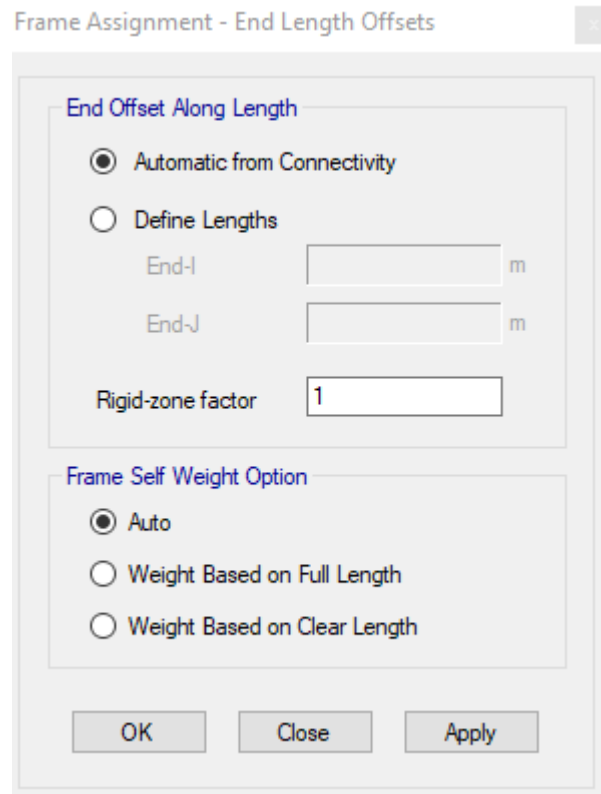 Frame Assignment - End Length Offsets
x
End Offset Along Length
Automatic from Connectivity
Define Lengths
End-I m
End-J m
Rigid-zone factor 1
Frame Self Weight Option
Auto
Weight Based on Full Length
Weight Based on Clear Length
OK Close Apply